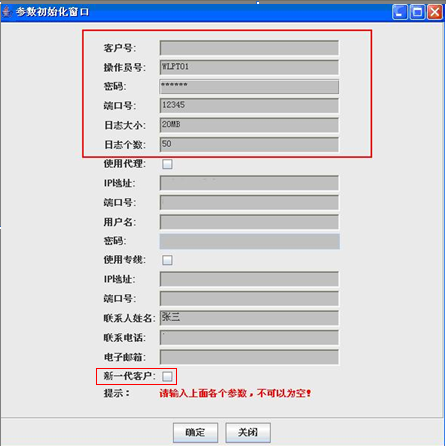 参数初始化窗口
客户号:
操作员号: WLPT01
密码: ******
端口号: 12345
日志大小: 20MB
日志个数: 50
使用代理:
IP地址:
端口号:
用户名:
密码:
使用专线:
IP地址:
端口号:
联系人姓名: 张三
联系电话:
电子邮箱:
新一代客户:
提示: 请输入上面各个参数，不可以为空!
确定 关闭